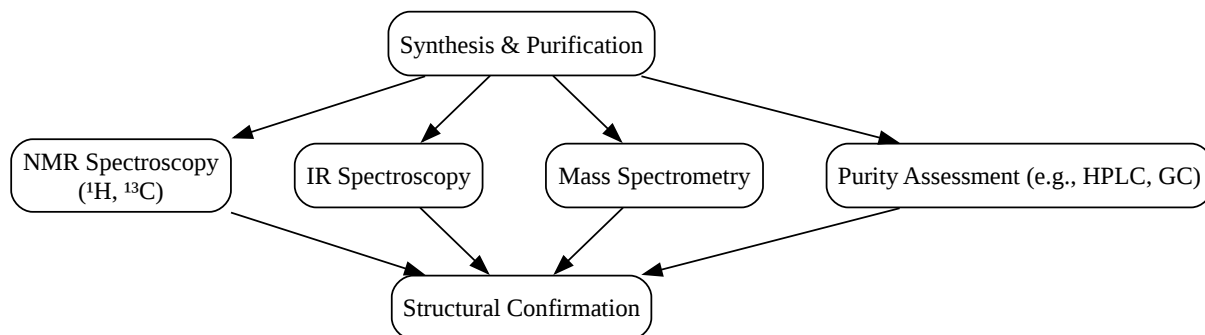 Synthesis & Purification
NMR Spectroscopy
(¹H, ¹³C)
IR Spectroscopy
Mass Spectrometry
Purity Assessment (e.g., HPLC, GC)
Structural Confirmation